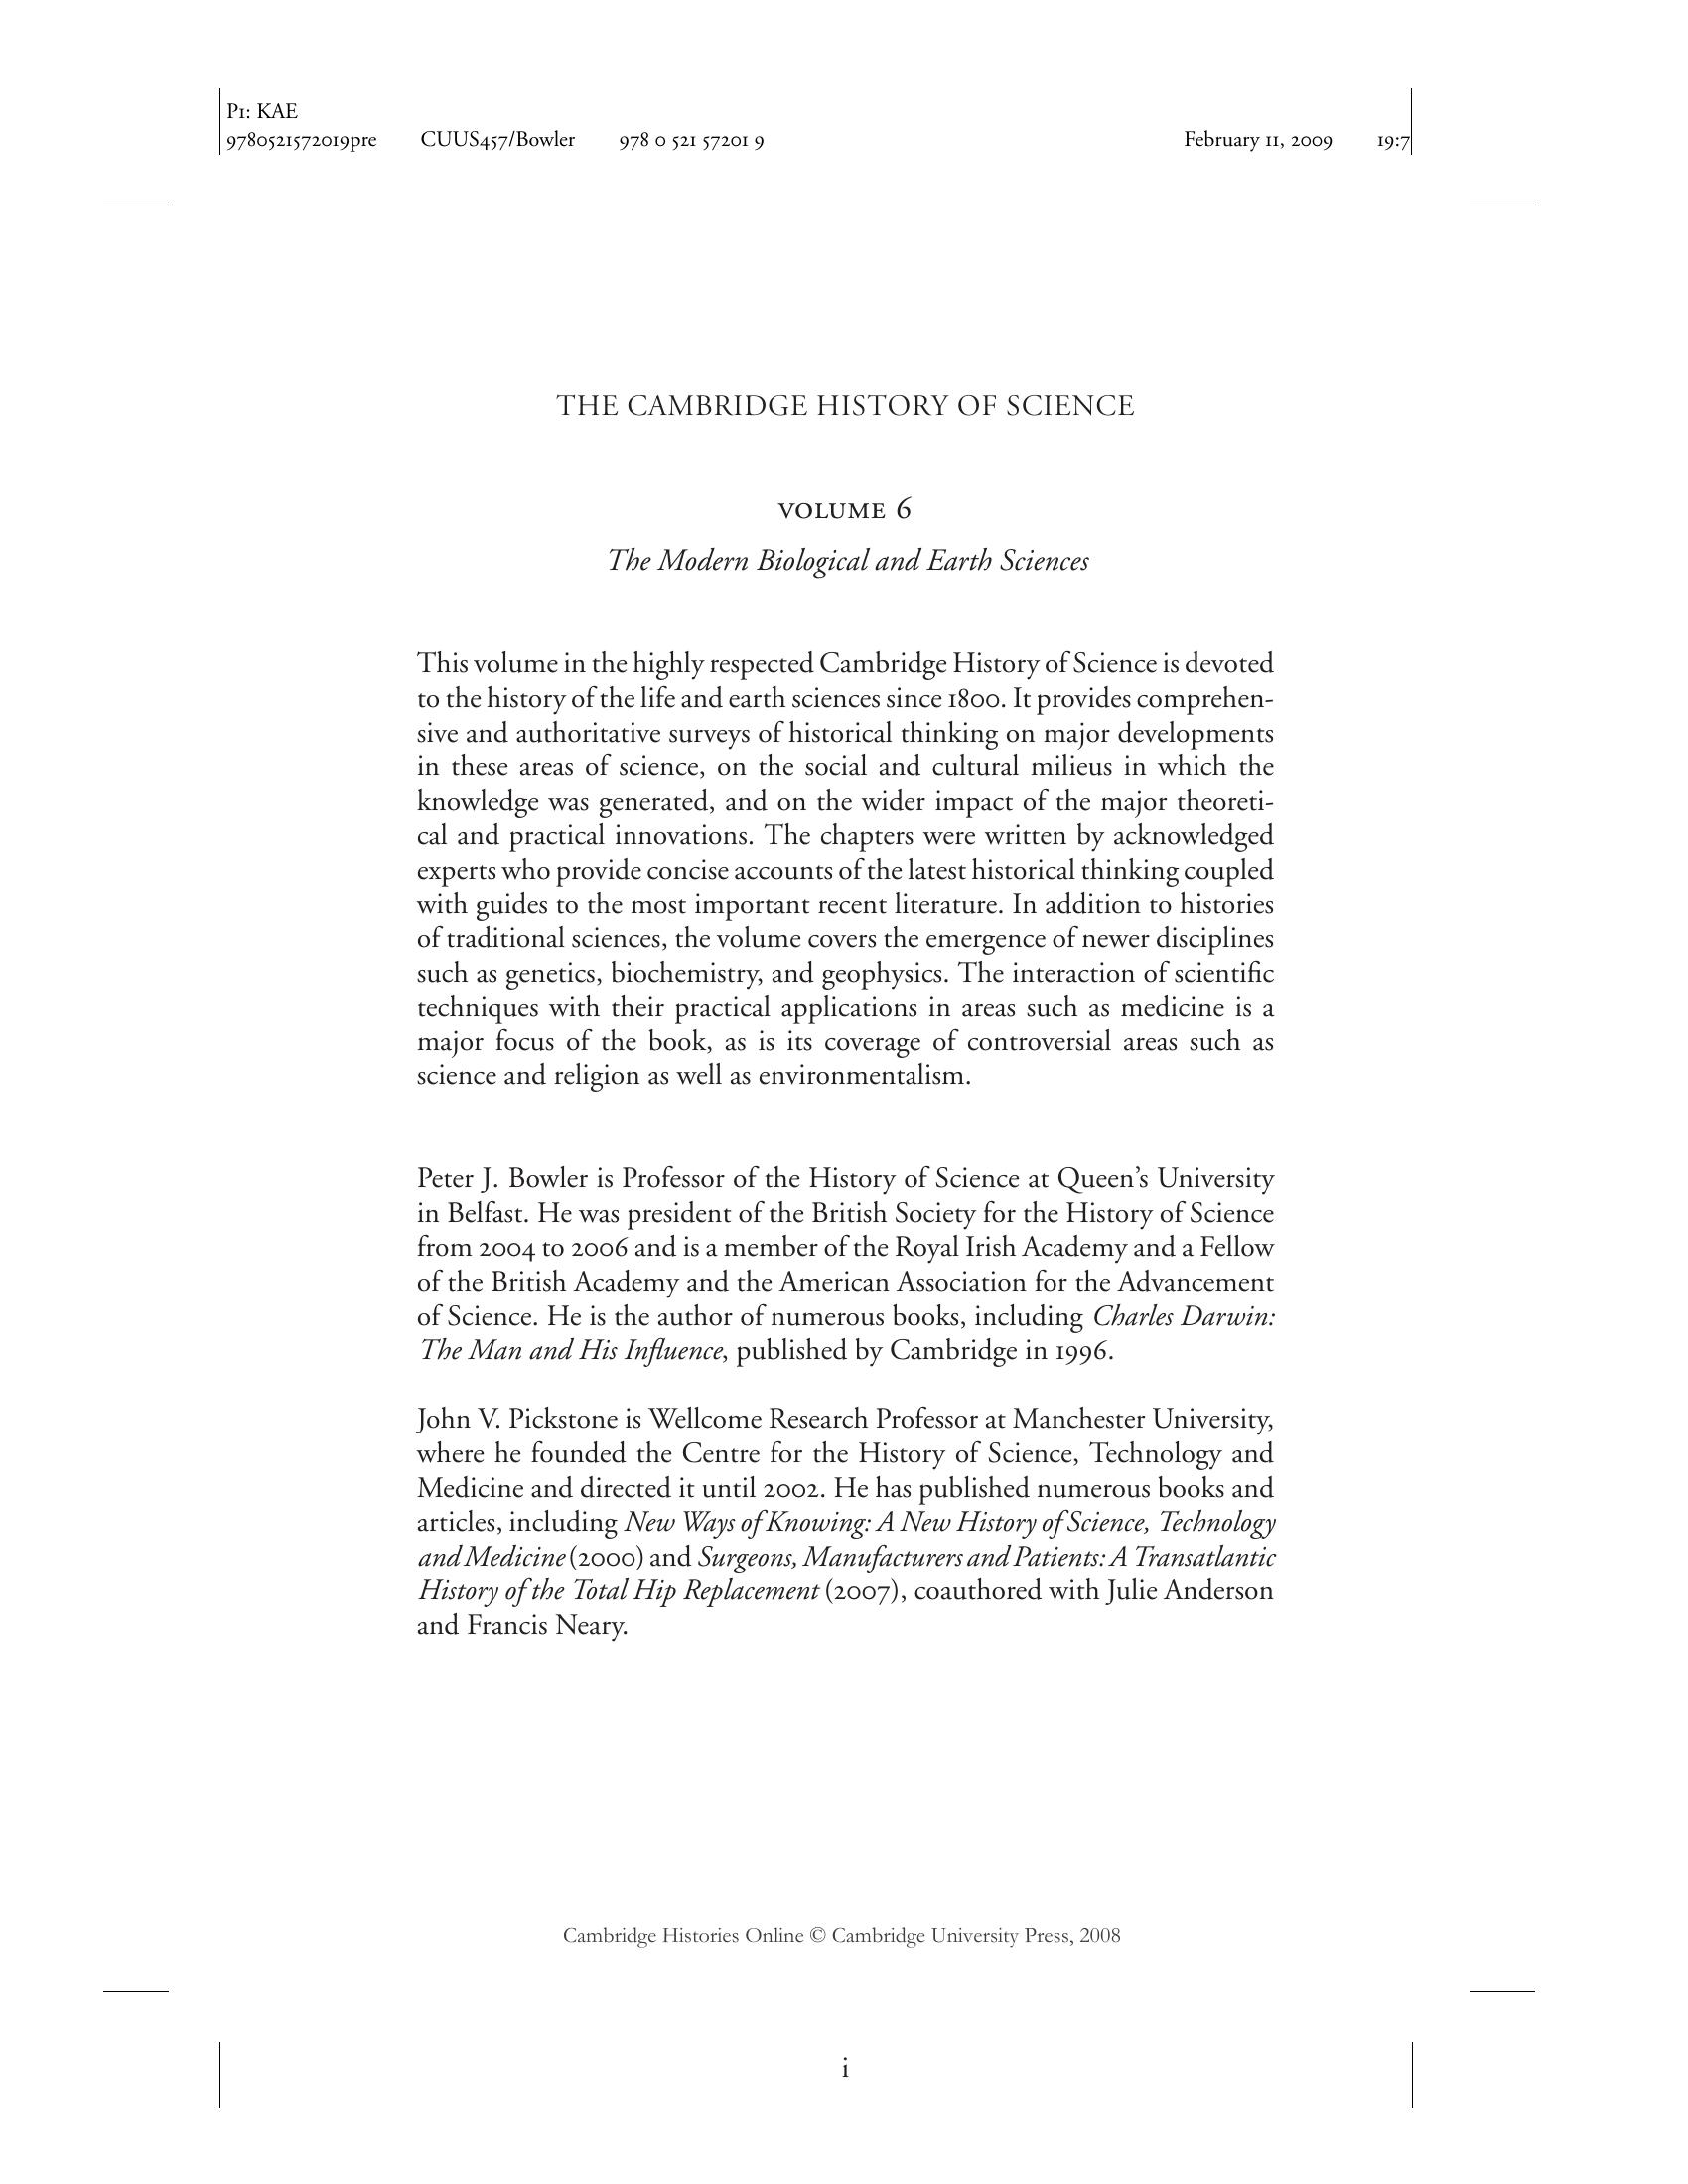 P1: KAE
9780521572019pre CUUS457/Bowler 978 0 521 57201 9 February 11, 2009 19:7
THE CAMBRIDGE HISTORY OF SCIENCE
VOLUME 6
The Modern Biological and Earth Sciences
This volume in the highly respected Cambridge History of Science is devoted
to the history of the life and earth sciences since 1800. It provides comprehen-
sive and authoritative surveys of historical thinking on major developments
in these areas of science, on the social and cultural milieus in which the
knowledge was generated, and on the wider impact of the major theoreti-
cal and practical innovations. The chapters were written by acknowledged
experts who provide concise accounts of the latest historical thinking coupled
with guides to the most important recent literature. In addition to histories
of traditional sciences, the volume covers the emergence of newer disciplines
such as genetics, biochemistry, and geophysics. The interaction of scientific
techniques with their practical applications in areas such as medicine is a
major focus of the book, as is its coverage of controversial areas such as
science and religion as well as environmentalism.
Peter J. Bowler is Professor of the History of Science at Queen's University
in Belfast. He was president of the British Society for the History of Science
from 2004 to 2006 and is a member of the Royal Irish Academy and a Fellow
of the British Academy and the American Association for the Advancement
of Science. He is the author of numerous books, including Charles Darwin:
The Man and His Influence, published by Cambridge in 1996.
John V. Pickstone is Wellcome Research Professor at Manchester University,
where he founded the Centre for the History of Science, Technology and
Medicine and directed it until 2002. He has published numerous books and
articles, including New Ways of Knowing: A New History of Science, Technology
and Medicine (2000) and Surgeons, Manufacturers and Patients: A Transatlantic
History of the Total Hip Replacement (2007), coauthored with Julie Anderson
and Francis Neary.
Cambridge Histories Online © Cambridge University Press, 2008
i